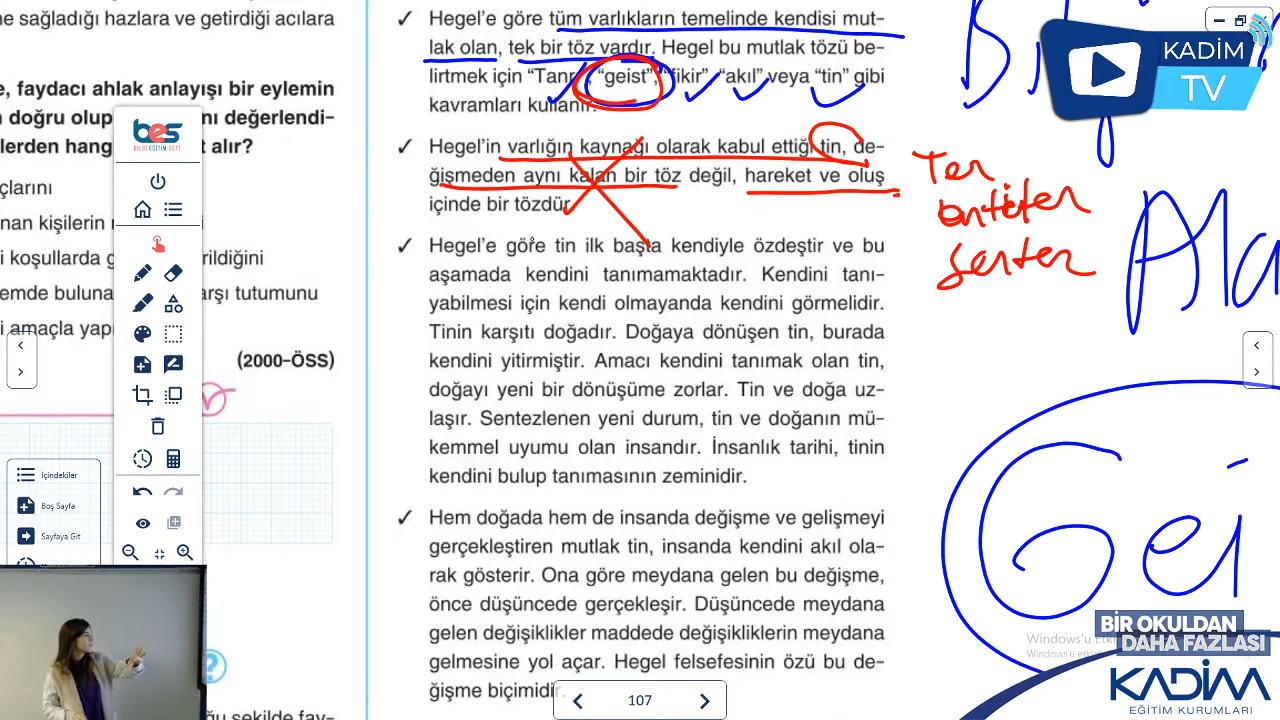 ne sağladığı hazlara ve getirdiği acılara
e, faydacı ahlak anlayışı bir eylemin
doğru olup
nı değerlendi-
lerden hang
t alır?
çlarını
nan kişilerin
i koşullarda g
rildiğini
emde buluna
arşı tutumunu
i amaçla yap
(2000-ÖSS)
bes
BİLGİ EĞİTİM SETİ
İçindekiler
Boş Sayfa
Sayfaya Git
ğu şekilde fay-
✓ Hegel'e göre tüm varlıkların temelinde kendisi mut-
lak olan, tek bir töz vardır. Hegel bu mutlak tözü be-
lirtmek için "Tanrı", "geist", "fikir", "akıl" veya "tin" gibi
kavramları kullanır.
✓ Hegel'in varlığın kaynağı olarak kabul ettiği tin, de-
ğişmeden aynı kalan bir töz değil, hareket ve oluş
içinde bir tözdür.
✓ Hegel'e göre tin ilk başta kendiyle özdeştir ve bu
aşamada kendini tanımamaktadır. Kendini tanı-
yabilmesi için kendi olmayanda kendini görmelidir.
Tinin karşıtı doğadır. Doğaya dönüşen tin, burada
kendini yitirmiştir. Amacı kendini tanımak olan tin,
doğayı yeni bir dönüşüme zorlar. Tin ve doğa uz-
laşır. Sentezlenen yeni durum, tin ve doğanın mü-
kemmel uyumu olan insandır. İnsanlık tarihi, tinin
kendini bulup tanımasının zeminidir.
✓ Hem doğada hem de insanda değişme ve gelişmeyi
gerçekleştiren mutlak tin, insanda kendini akıl ola-
rak gösterir. Ona göre meydana gelen bu değişme,
önce düşüncede gerçekleşir. Düşüncede meydana
gelen değişiklikler maddede değişikliklerin meydana
gelmesine yol açar. Hegel felsefesinin özü bu de-
ğişme biçimidir.
107
KADİM
TV
Gei
BİR OKULDAN
DAHA FAZLASI
KADİM
EĞİTİM KURUMLARI